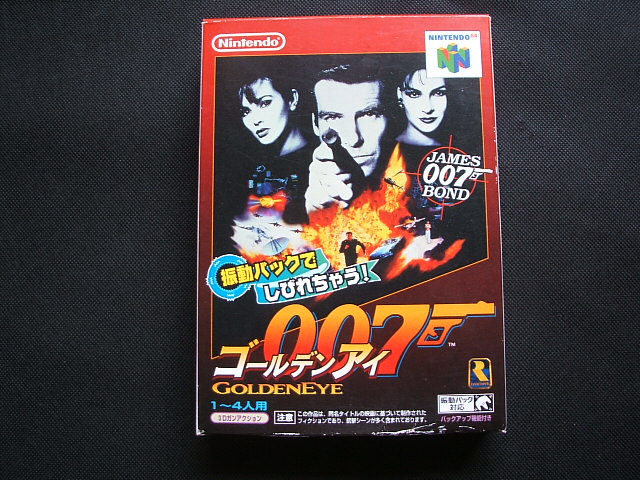 Nintendo
NINTENDO 64
JAMES
007
BOND
振動パックで
しびれちゃう!
007
ゴールデンアイ
TM
GOLDENEYE
1〜4人用
3Dガンアクション
注意
この作品は、同名タイトルの映画に基づいて制作された
フィクションであり、銃撃シーンが多く含まれております。
振動パック
対応
バックアップ機能付き